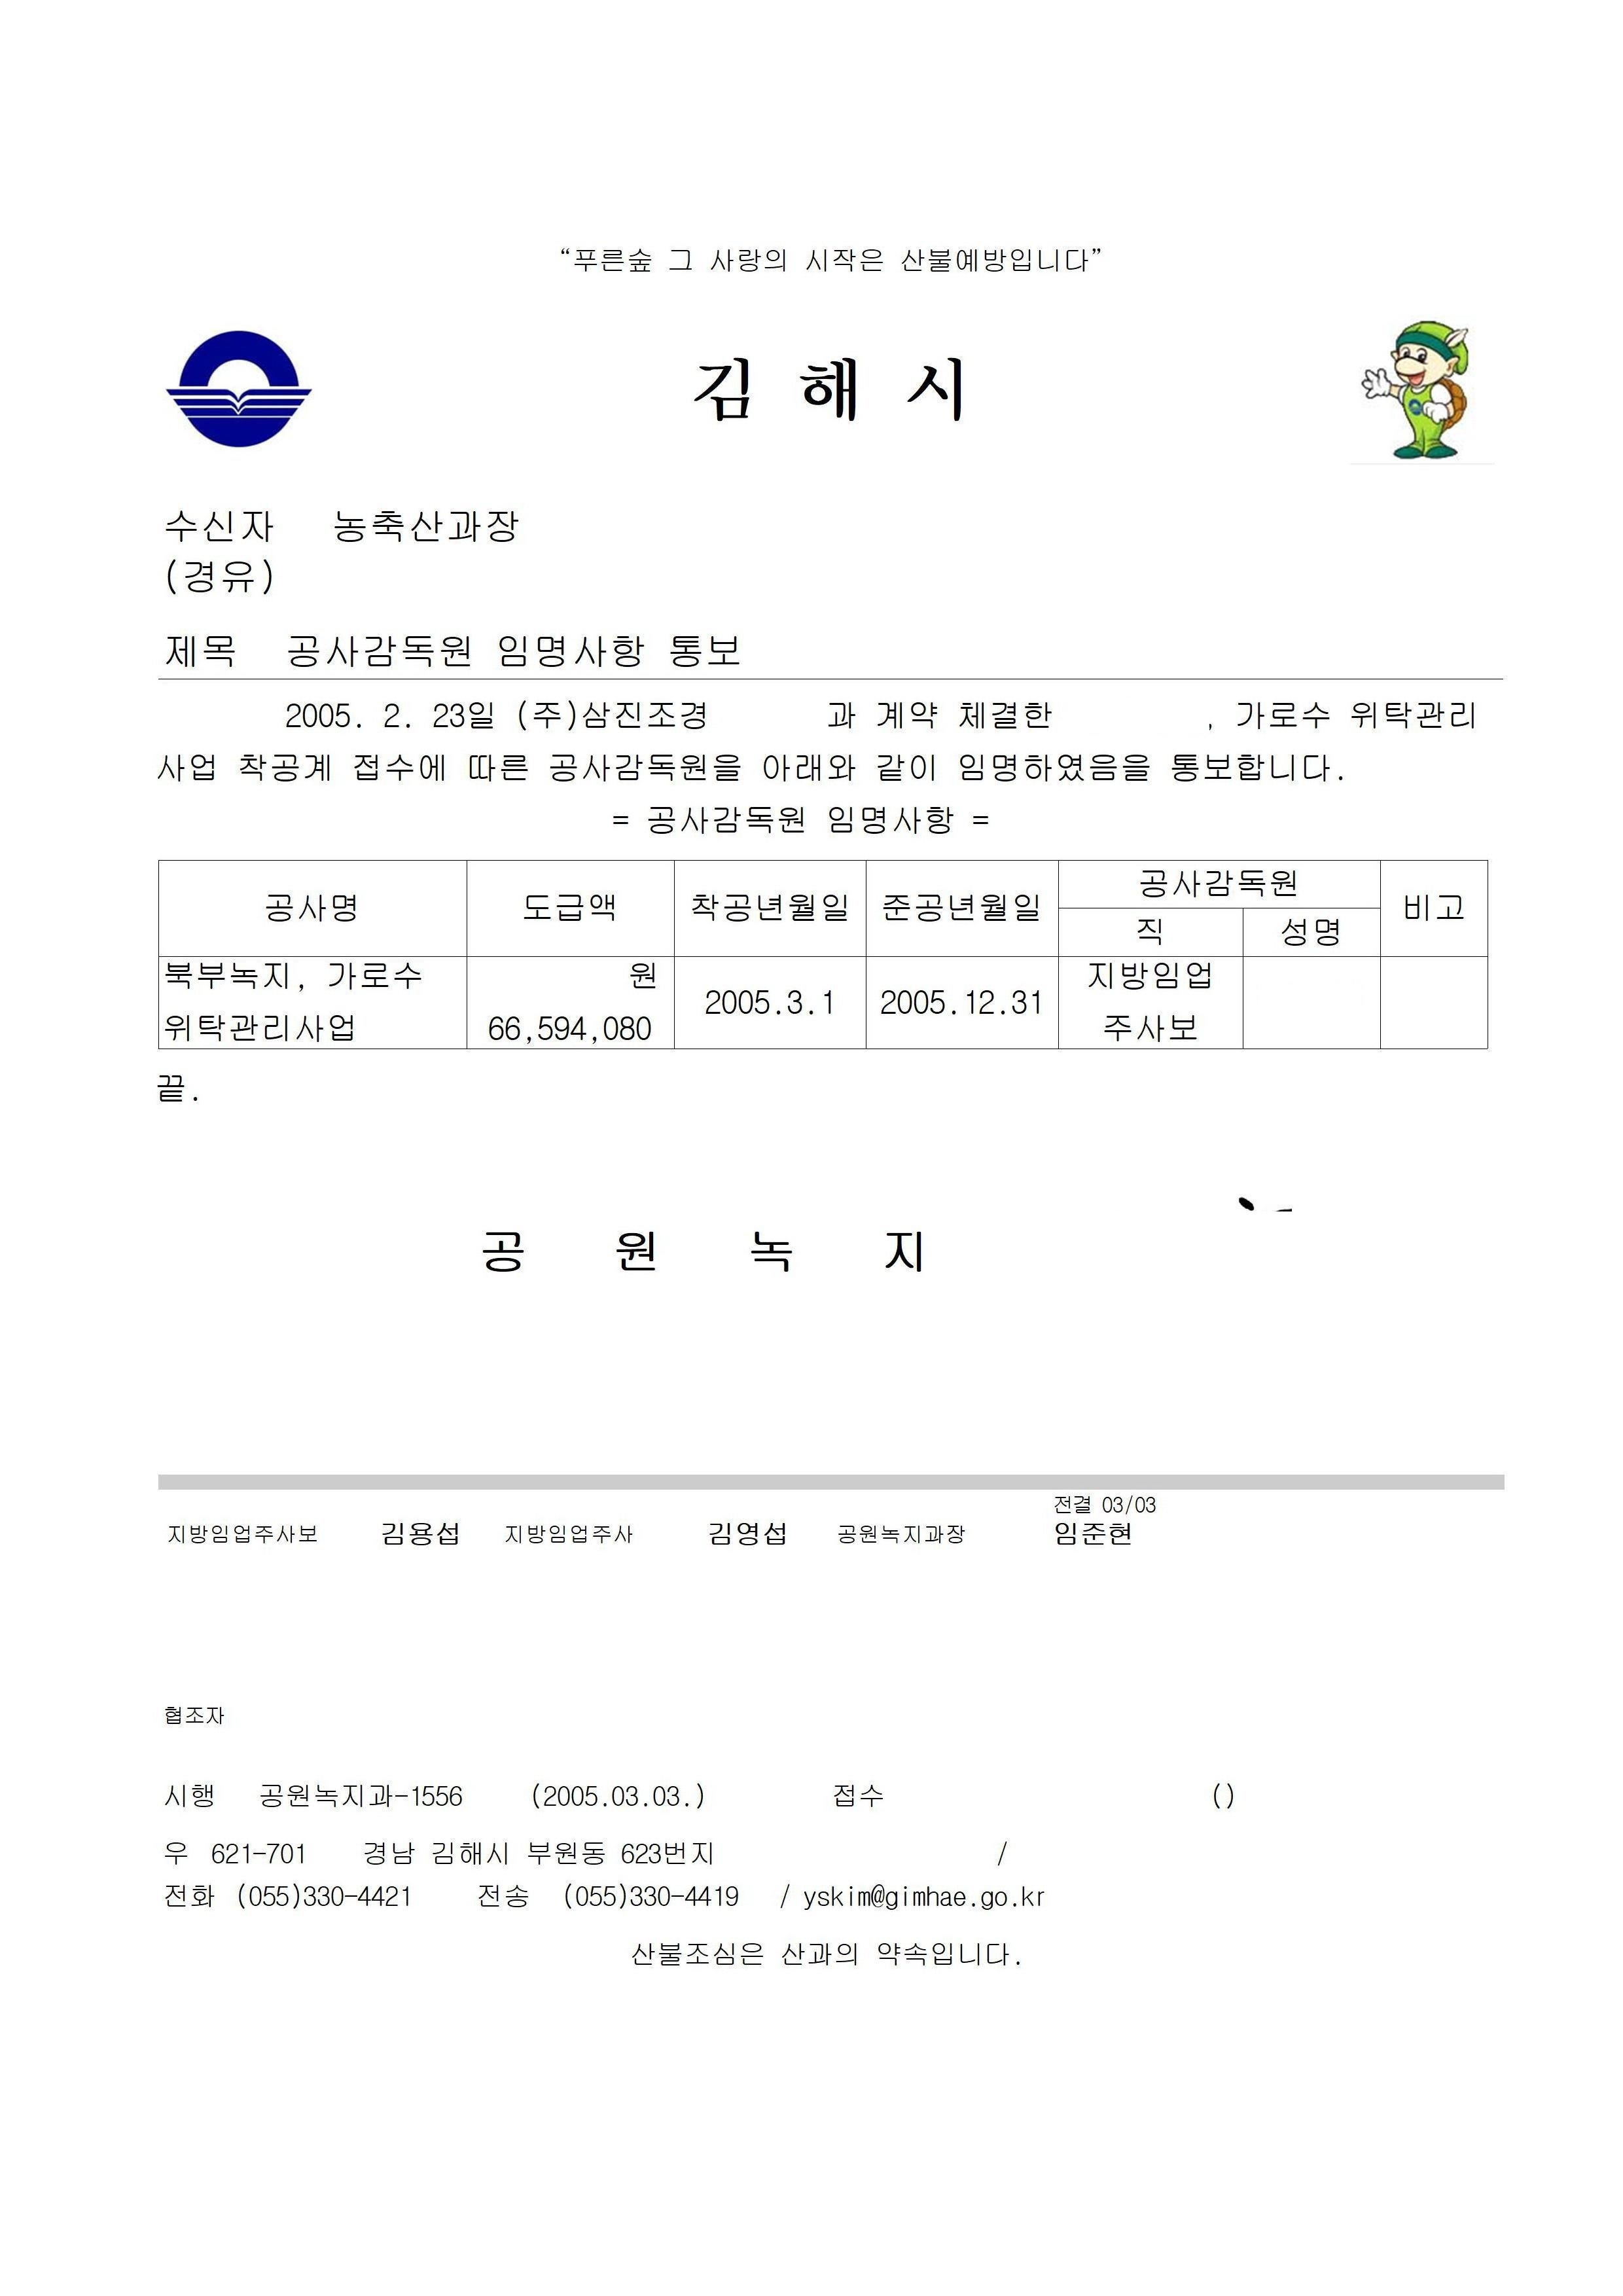 “푸른숲 그 사랑의 시작은 산불예방입니다”
김 해 시
수신자 농축산과장
(경유)
제목 공사감독원 임명사항 통보
2005. 2. 23일 (주)삼진조경 과 계약 체결한 , 가로수 위탁관리
사업 착공계 접수에 따른 공사감독원을 아래와 같이 임명하였음을 통보합니다.
= 공사감독원 임명사항 =
공사명 도급액 착공년월일 준공년월일 공사감독원 비고
직 성명
북부녹지, 가로수 원 2005.3.1 2005.12.31 지방임업
위탁관리사업 66,594,080 주사보
끝.
공 원 녹 지
전결 03/03
지방임업주사보 김용섭 지방임업주사 김영섭 공원녹지과장 임준현
협조자
시행 공원녹지과-1556 (2005.03.03.) 접수 ()
우 621-701 경남 김해시 부원동 623번지 /
전화 (055)330-4421 전송 (055)330-4419 / yskim@gimhae.go.kr
산불조심은 산과의 약속입니다.